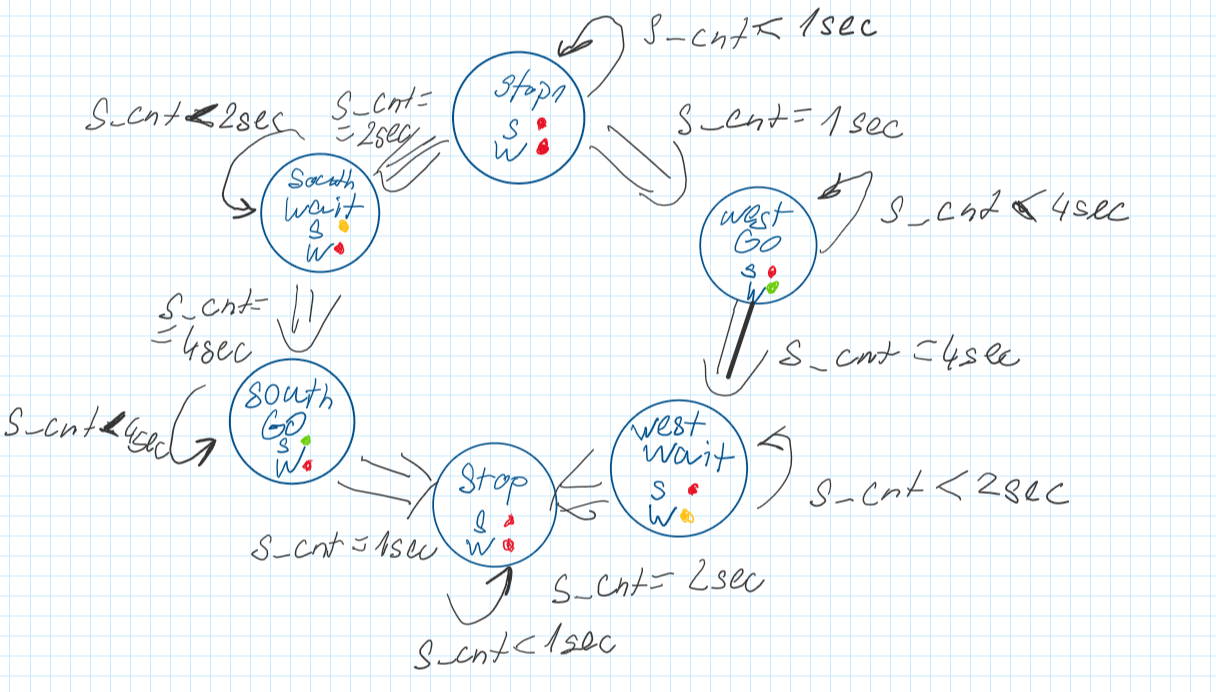 S_cnt < 1sec
Stop1
S
W
S_cnt < 2sec
S_cnt =
= 2sec
S_cnt = 1sec
South
Wait
S
W
West
GO
S
W
S_cnt < 4sec
S_cnt =
= 4sec
S_cnt = 4sec
South
GO
S
W
S_cnt < 4sec
West
Wait
S
W
S_cnt < 2sec
Stop
S
W
S_cnt = 1sec
S_cnt = 2sec
S_cnt < 1sec